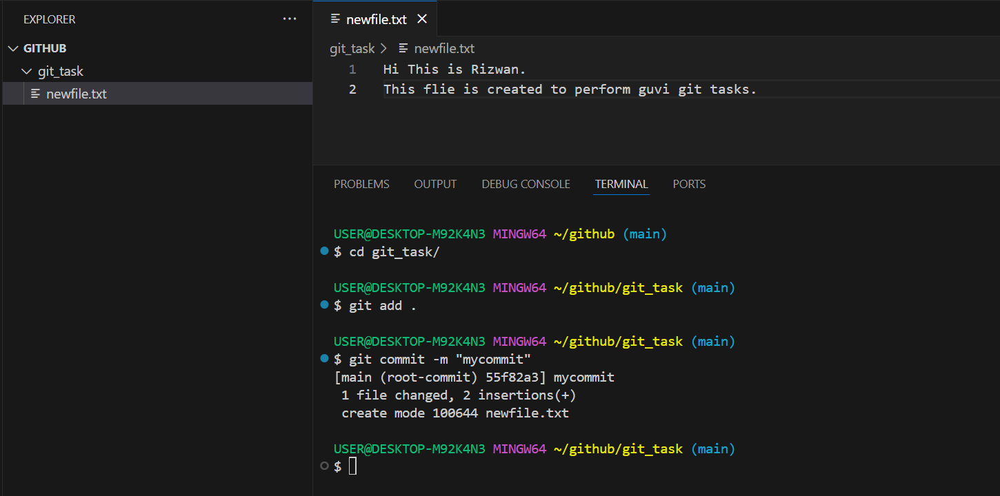 EXPLORER ...
GITHUB
git_task
newfile.txt
newfile.txt
git_task > newfile.txt
1 Hi This is Rizwan.
2 This flie is created to perform guvi git tasks.
PROBLEMS OUTPUT DEBUG CONSOLE TERMINAL PORTS
USER@DESKTOP-M92K4N3 MINGW64 ~/github (main)
$ cd git_task/
USER@DESKTOP-M92K4N3 MINGW64 ~/github/git_task (main)
$ git add .
USER@DESKTOP-M92K4N3 MINGW64 ~/github/git_task (main)
$ git commit -m "mycommit"
[main (root-commit) 55f82a3] mycommit
1 file changed, 2 insertions(+)
create mode 100644 newfile.txt
USER@DESKTOP-M92K4N3 MINGW64 ~/github/git_task (main)
$